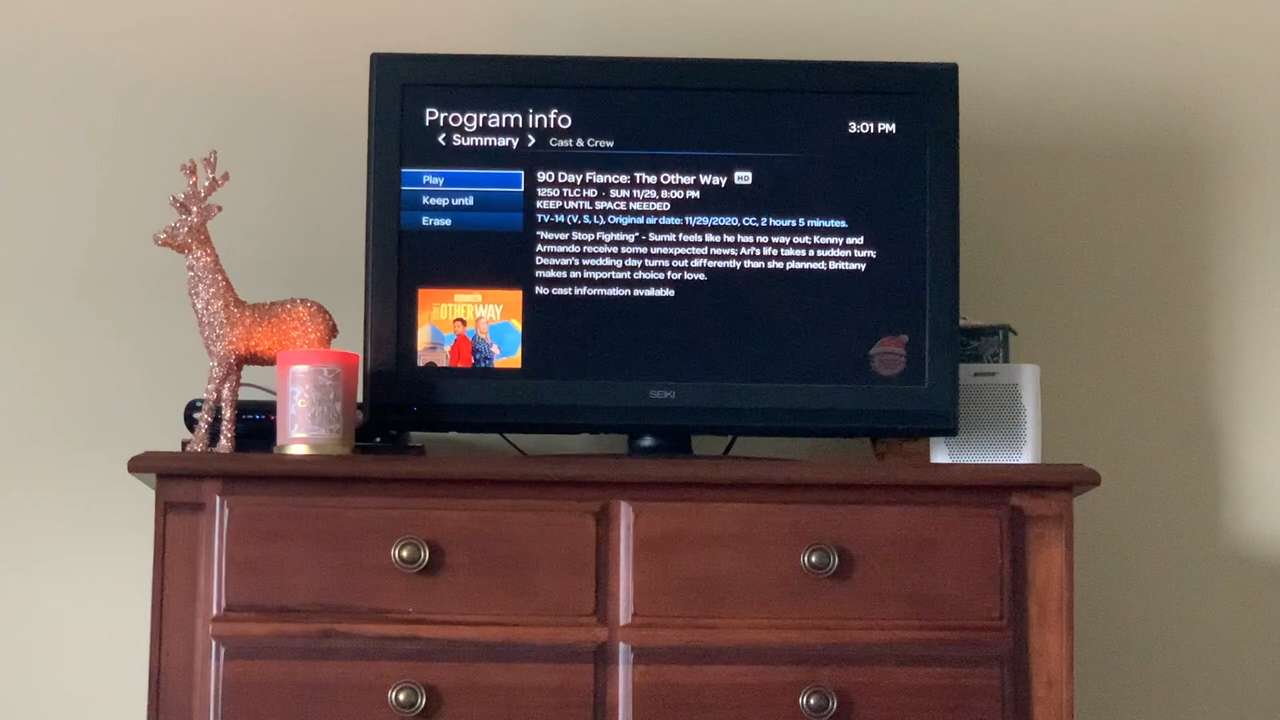 Program info
3:01 PM
< Summary > Cast & Crew
Play
Keep until
Erase
90 Day Fiance: The Other Way HD
1250 TLC HD · SUN 11/29, 8:00 PM
KEEP UNTIL SPACE NEEDED
TV-14 (V, S, L), Original air date: 11/29/2020, CC, 2 hours 5 minutes.
"Never Stop Fighting" - Sumit feels like he has no way out; Kenny and
Armando receive some unexpected news; Ari's life takes a sudden turn;
Deavan's wedding day turns out differently than she planned; Brittany
makes an important choice for love.
No cast information available
OTHER WAY
SEIKI
BOSE